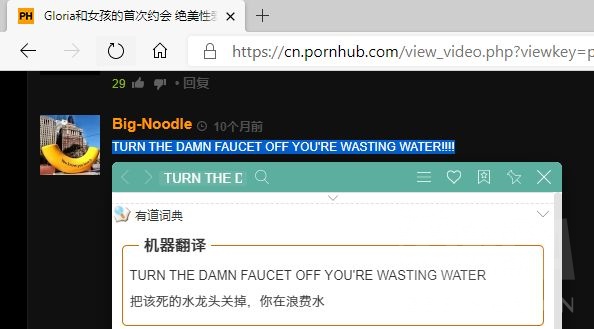 PH Gloria和女孩的首次约会 绝美性
https://cn.pornhub.com/view_video.php?viewkey=p
29 • 回复
Big-Noodle 10个月前
TURN THE DAMN FAUCET OFF YOU'RE WASTING WATER!!!!
TURN THE D
有道词典
机器翻译
TURN THE DAMN FAUCET OFF YOU'RE WASTING WATER
把该死的水龙头关掉，你在浪费水